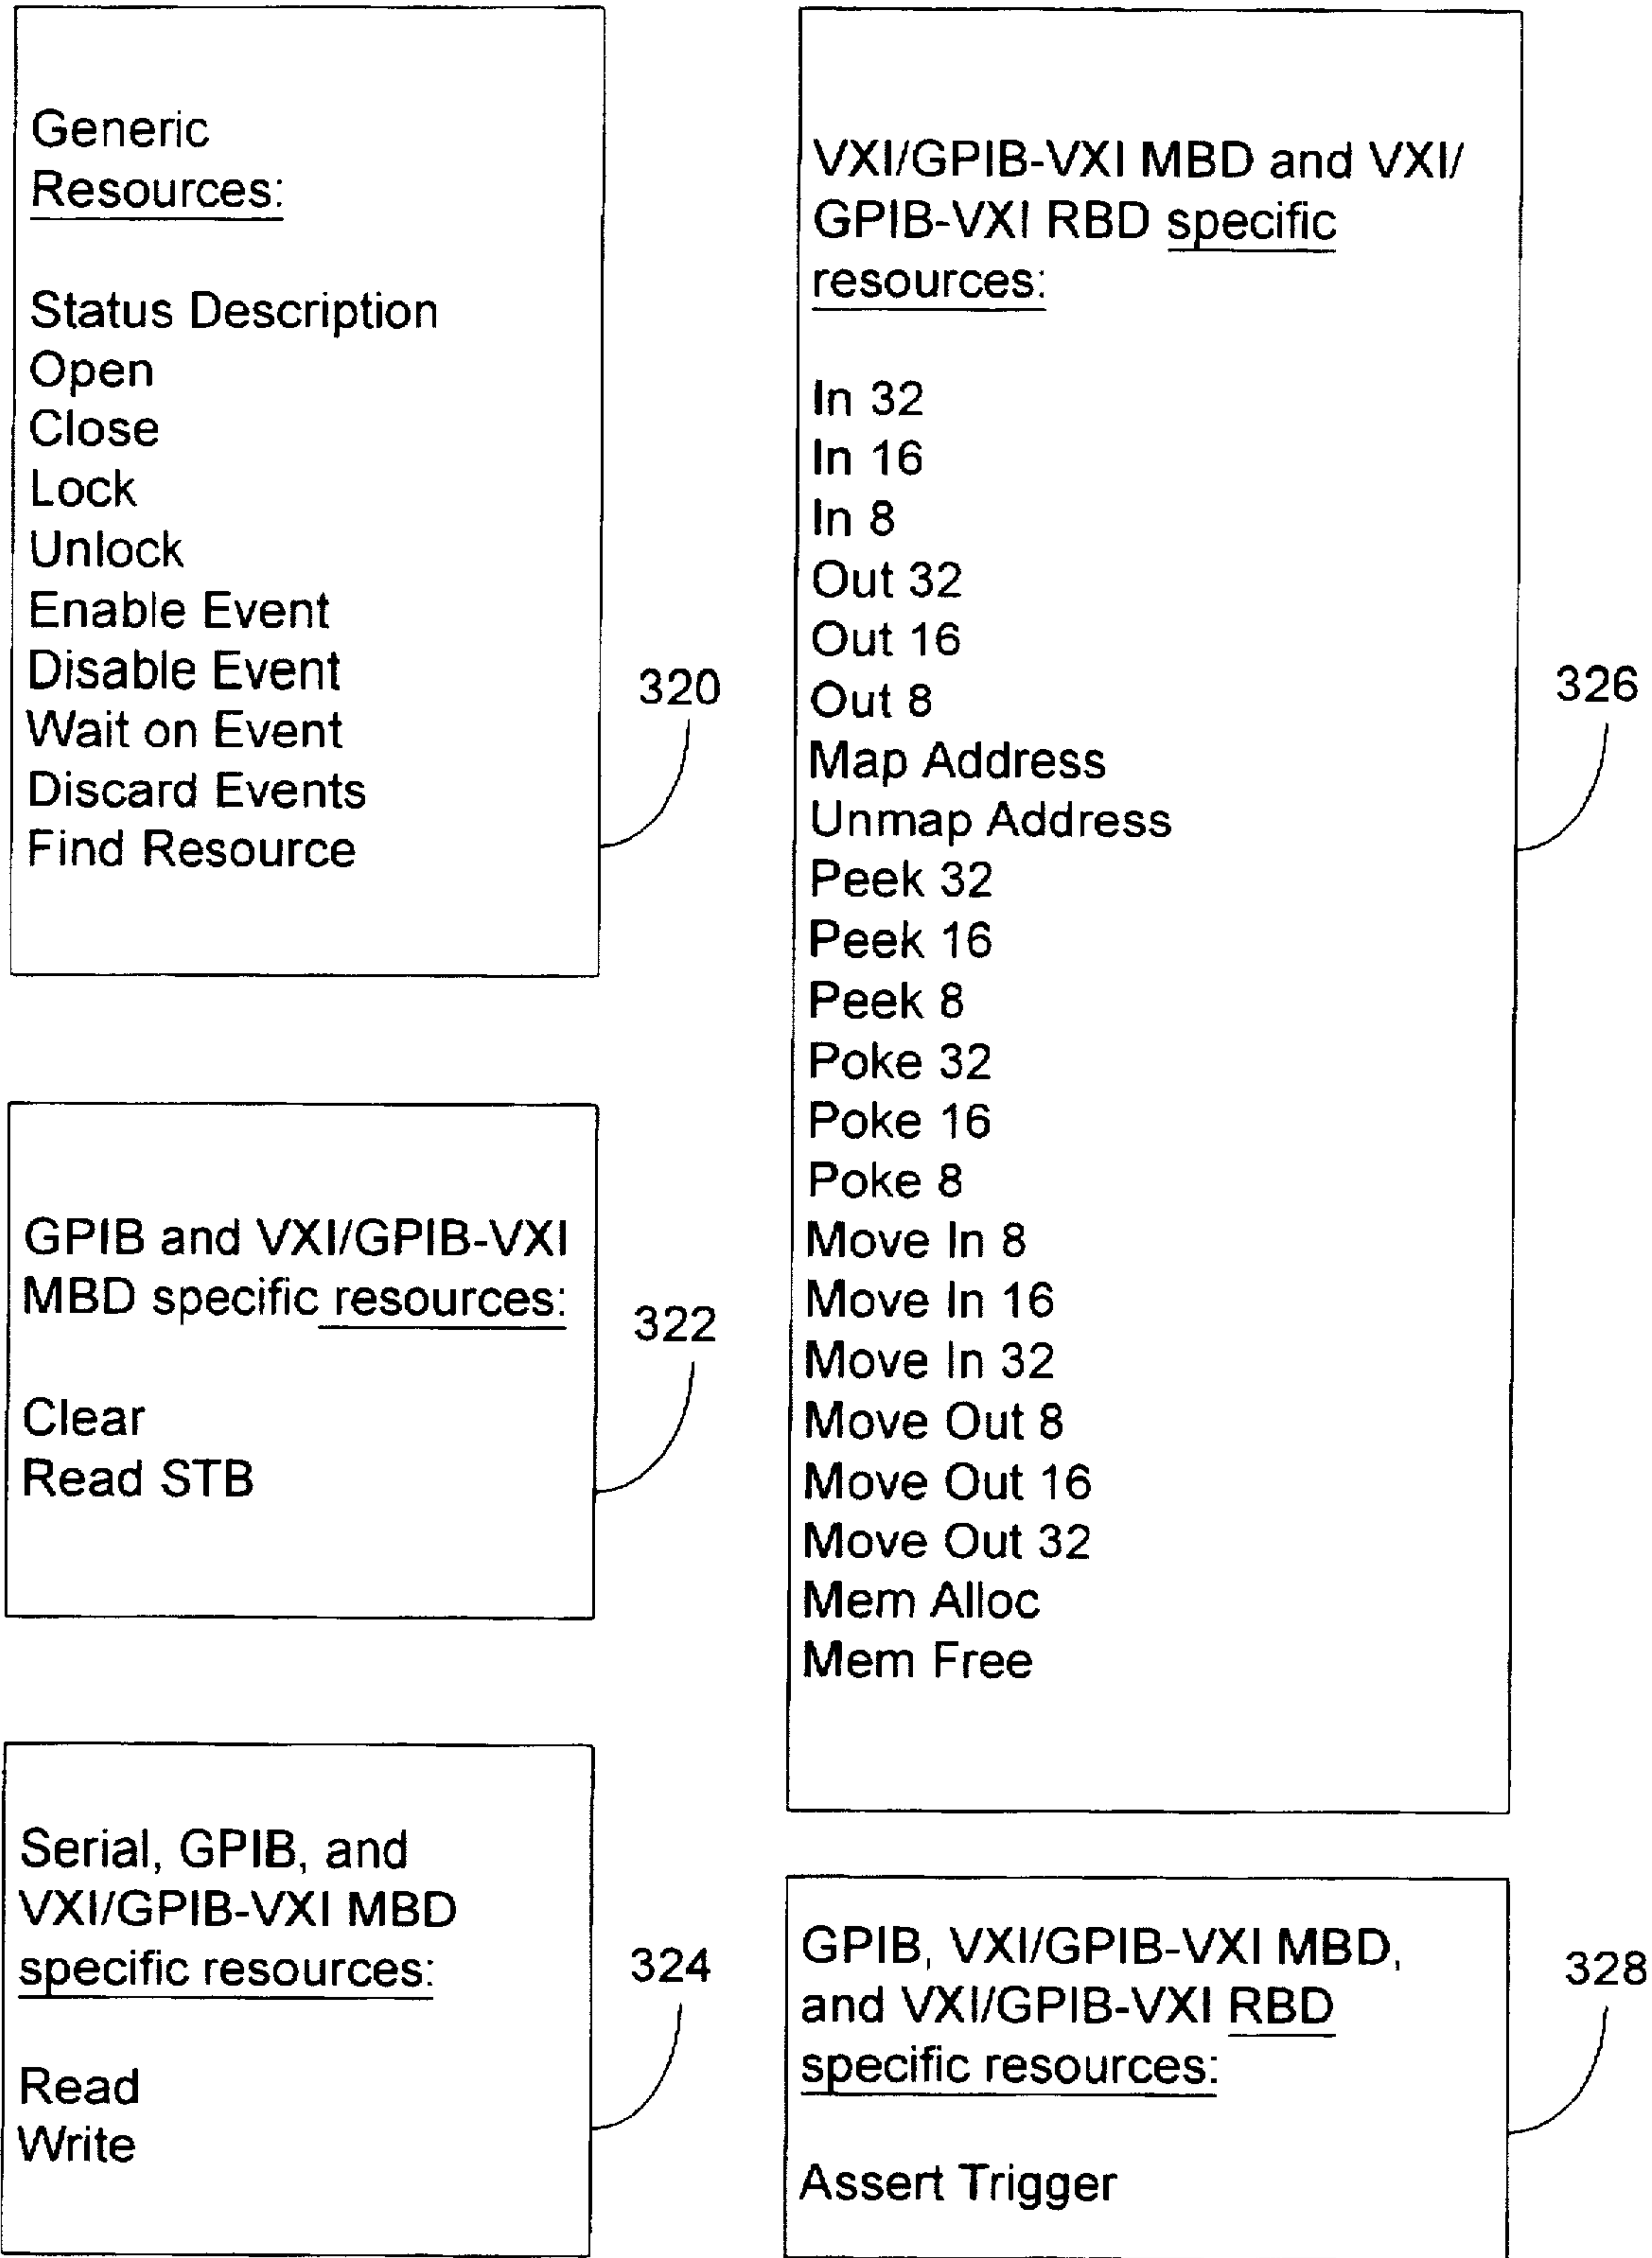 Generic
Resources:
Status Description
Open
Close
Lock
Unlock
Enable Event
Disable Event
Wait on Event
Discard Events
Find Resource
320
GPIB and VXI/GPIB-VXI
MBD specific resources:
Clear
Read STB
322
Serial, GPIB, and
VXI/GPIB-VXI MBD
specific resources:
Read
Write
324
VXI/GPIB-VXI MBD and VXI/
GPIB-VXI RBD specific
resources:
In 32
In 16
In 8
Out 32
Out 16
Out 8
Map Address
Unmap Address
Peek 32
Peek 16
Peek 8
Poke 32
Poke 16
Poke 8
Move In 8
Move In 16
Move In 32
Move Out 8
Move Out 16
Move Out 32
Mem Alloc
Mem Free
326
GPIB, VXI/GPIB-VXI MBD,
and VXI/GPIB-VXI RBD
specific resources:
Assert Trigger
328